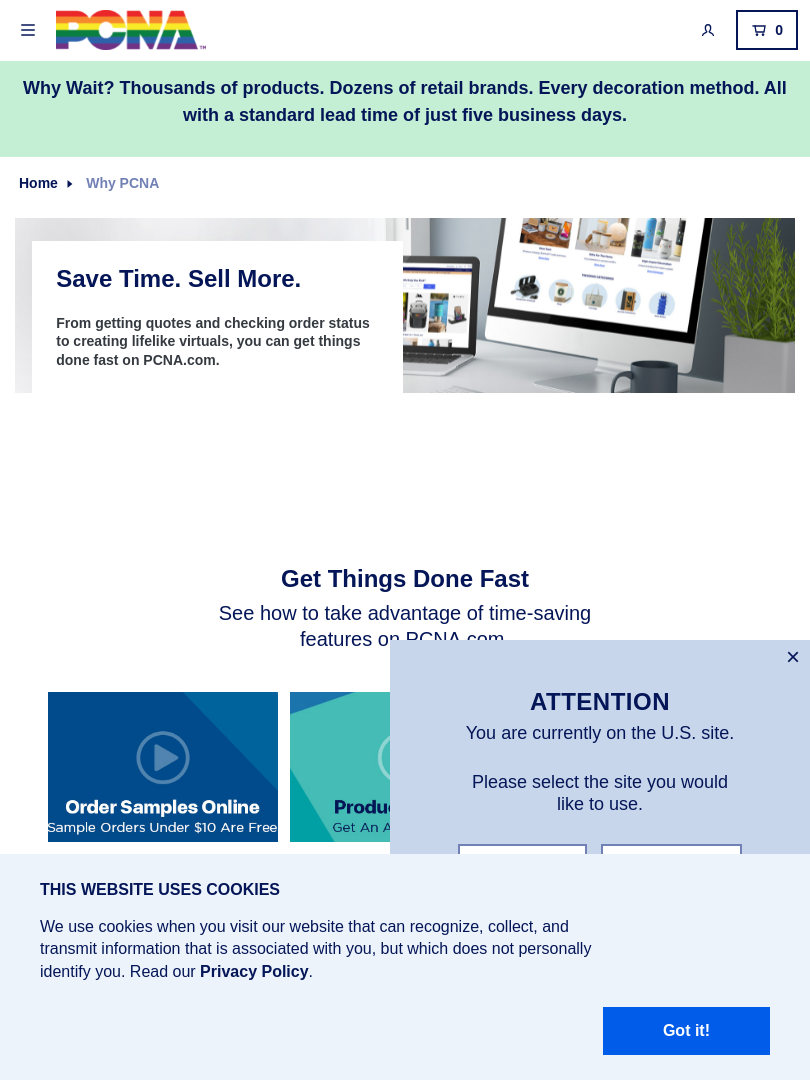 PCNA™
0
Why Wait? Thousands of products. Dozens of retail brands. Every decoration method. All
with a standard lead time of just five business days.
Home
Why PCNA
Save Time. Sell More.
From getting quotes and checking order status
to creating lifelike virtuals, you can get things
done fast on PCNA.com.
Get Things Done Fast
See how to take advantage of time-saving
features on PCNA.com.
Order Samples Online
Sample Orders Under $10 Are Free
Get An A
×
ATTENTION
You are currently on the U.S. site.
Please select the site you would
like to use.
THIS WEBSITE USES COOKIES
We use cookies when you visit our website that can recognize, collect, and
transmit information that is associated with you, but which does not personally
identify you. Read our Privacy Policy.
Got it!